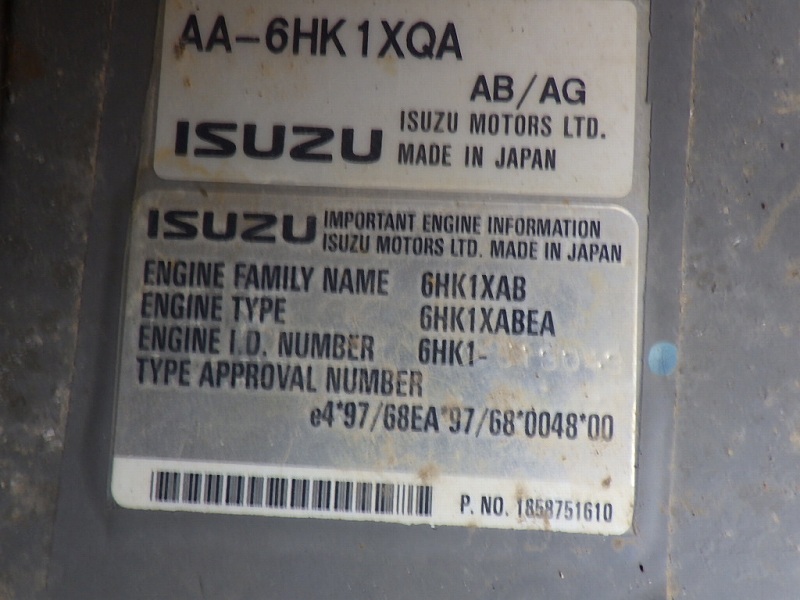 AA-6HK1XQA
AB/AG
ISUZU ISUZU MOTORS LTD.
MADE IN JAPAN
ISUZU IMPORTANT ENGINE INFORMATION
ISUZU MOTORS LTD. MADE IN JAPAN
ENGINE FAMILY NAME 6HK1XAB
ENGINE TYPE 6HK1XABEA
ENGINE I.D. NUMBER 6HK1-
TYPE APPROVAL NUMBER
e4*97/68EA*97/68*0048*00
P. NO. 1858751610